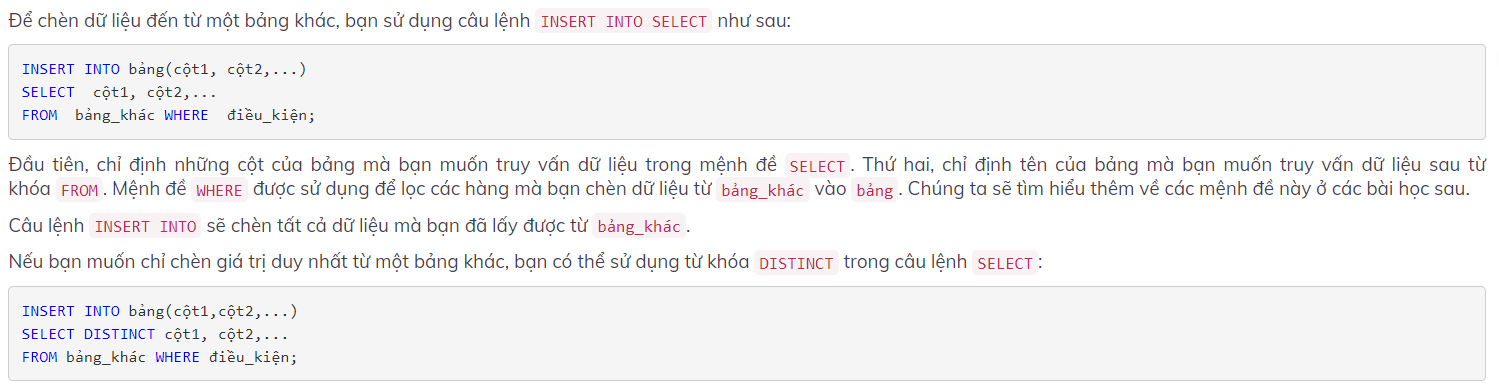 Để chèn dữ liệu đến từ một bảng khác, bạn sử dụng câu lệnh INSERT INTO SELECT như sau:
INSERT INTO bảng(cột1, cột2,...)
SELECT  cột1, cột2,...
FROM  bảng_khác WHERE  điều_kiện;
Đầu tiên, chỉ định những cột của bảng mà bạn muốn truy vấn dữ liệu trong mệnh đề SELECT. Thứ hai, chỉ định tên của bảng mà bạn muốn truy vấn dữ liệu sau từ
khóa FROM. Mệnh đề WHERE được sử dụng để lọc các hàng mà bạn chèn dữ liệu từ bảng_khác vào bảng. Chúng ta sẽ tìm hiểu thêm về các mệnh đề này ở các bài học sau.
Câu lệnh INSERT INTO sẽ chèn tất cả dữ liệu mà bạn đã lấy được từ bảng_khác.
Nếu bạn muốn chỉ chèn giá trị duy nhất từ một bảng khác, bạn có thể sử dụng từ khóa DISTINCT trong câu lệnh SELECT:
INSERT INTO bảng(cột1,cột2,...)
SELECT DISTINCT cột1, cột2,...
FROM bảng_khác WHERE điều_kiện;